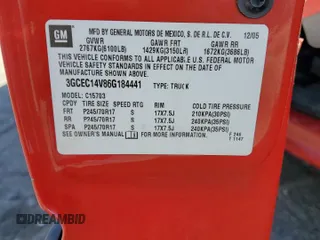 GM
MFD BY GENERAL MOTORS DE MEXICO, S. DE R.L. DE C.V. 12/05
GVWR GAWR FRT GAWR RR
2767KG(6100LB) 1429KG(3150LB) 1672KG(3686LB)
THIS VEHICLE CONFORMS TO ALL APPLICABLE U.S.
FEDERAL MOTOR VEHICLE SAFETY STANDARDS IN
EFFECT ON THE DATE OF MANUFACTURE SHOWN ABOVE.
3GCEC14V86G184441 TYPE: TRUCK
MODEL: C15703
CPDY TIRE SIZE SPEED RTG RIM COLD TIRE PRESSURE
FRT P245/70R17 S 17X7.5J 210KPA(30PSI)
RR P245/70R17 S 17X7.5J 240KPA(35PSI)
SPA P245/70R17 S 17X7.5J 240KPA(35PSI)
SEE OWNER'S MANUAL FOR MORE INFORMATION.
DREAMBID